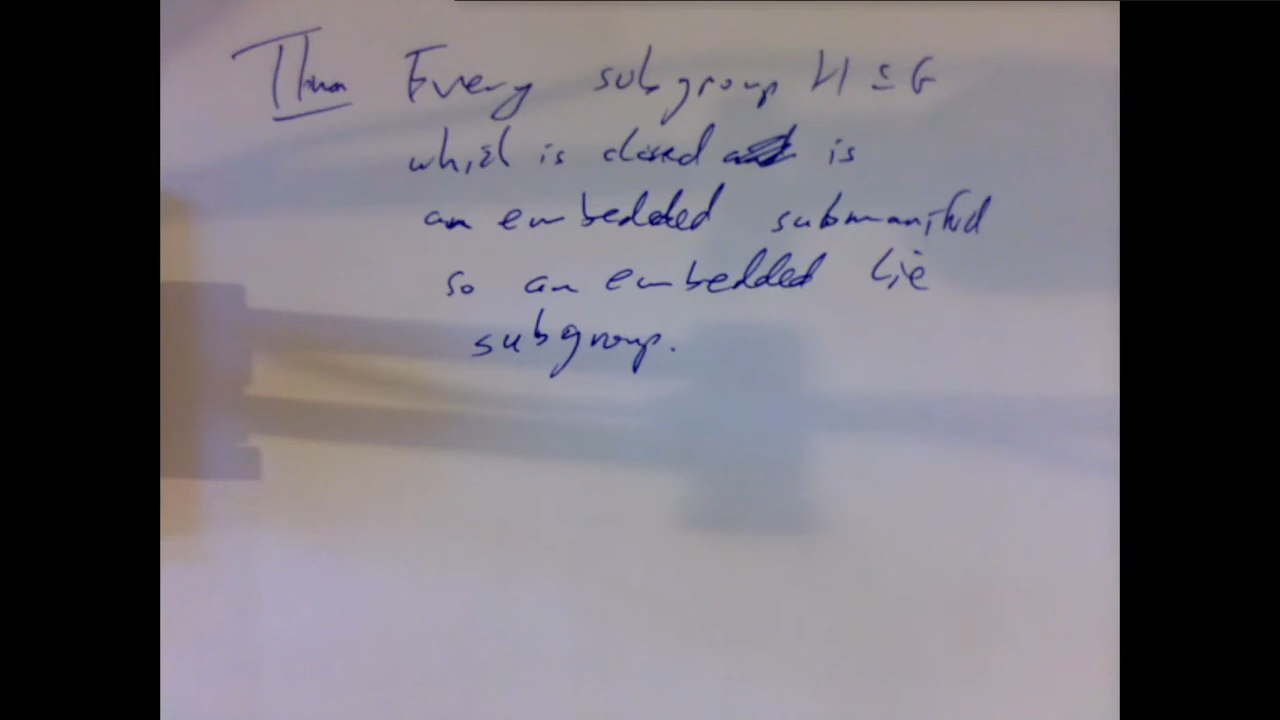 Thm Every subgroup H ≤ G
which is closed is
an embedded submanifold
so an embedded Lie
subgroup.